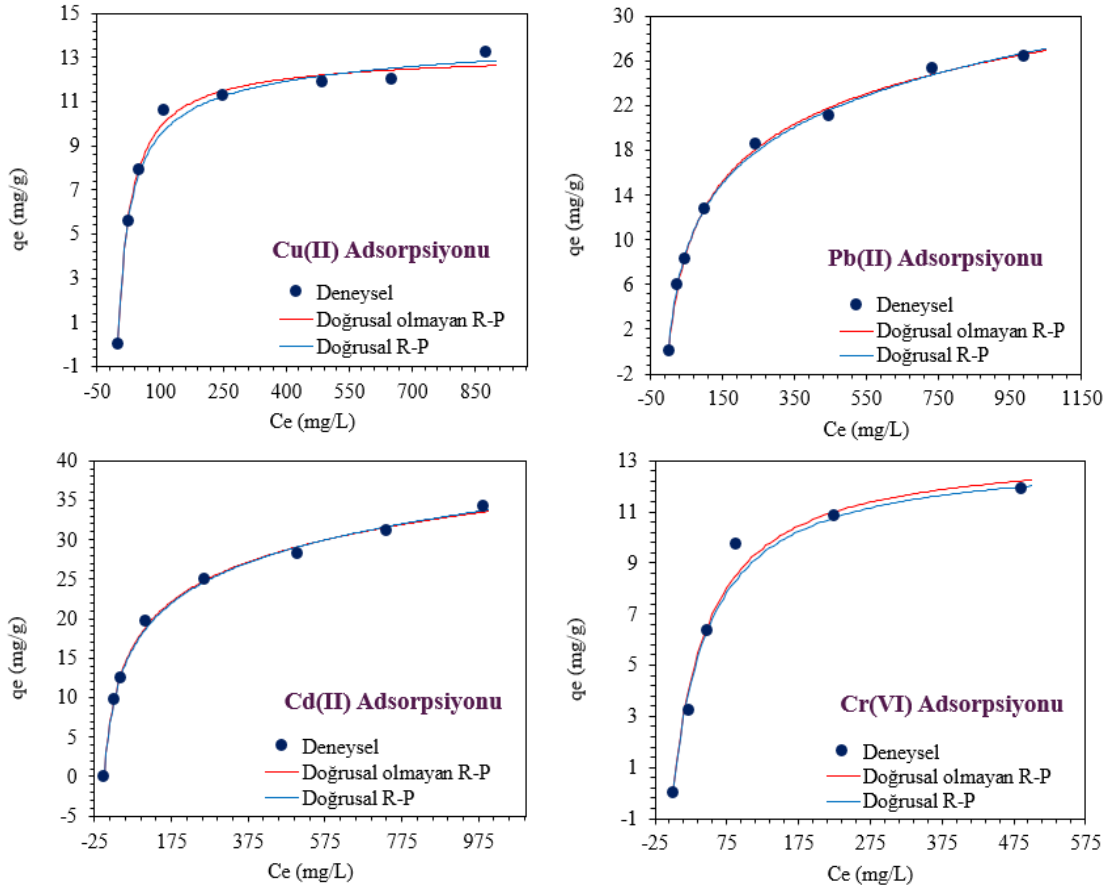 15
13
11
9
7
5
3
1
-1
qe (mg/g)
Cu(II) Adsorpsiyonu
Deneysel
Doğrusal olmayan R-P
Doğrusal R-P
-50 100 250 400 550 700 850
Ce (mg/L)
30
26
22
18
14
10
6
2
-2
qe (mg/g)
Pb(II) Adsorpsiyonu
Deneysel
Doğrusal olmayan R-P
Doğrusal R-P
-50 150 350 550 750 950 1150
Ce (mg/L)
40
35
30
25
20
15
10
5
0
-5
qe (mg/g)
Cd(II) Adsorpsiyonu
Deneysel
Doğrusal olmayan R-P
Doğrusal R-P
-25 175 375 575 775 975
Ce (mg/L)
13
11
9
7
5
3
1
-1
qe (mg/g)
Cr(VI) Adsorpsiyonu
Deneysel
Doğrusal olmayan R-P
Doğrusal R-P
-25 75 175 275 375 475 575
Ce (mg/L)